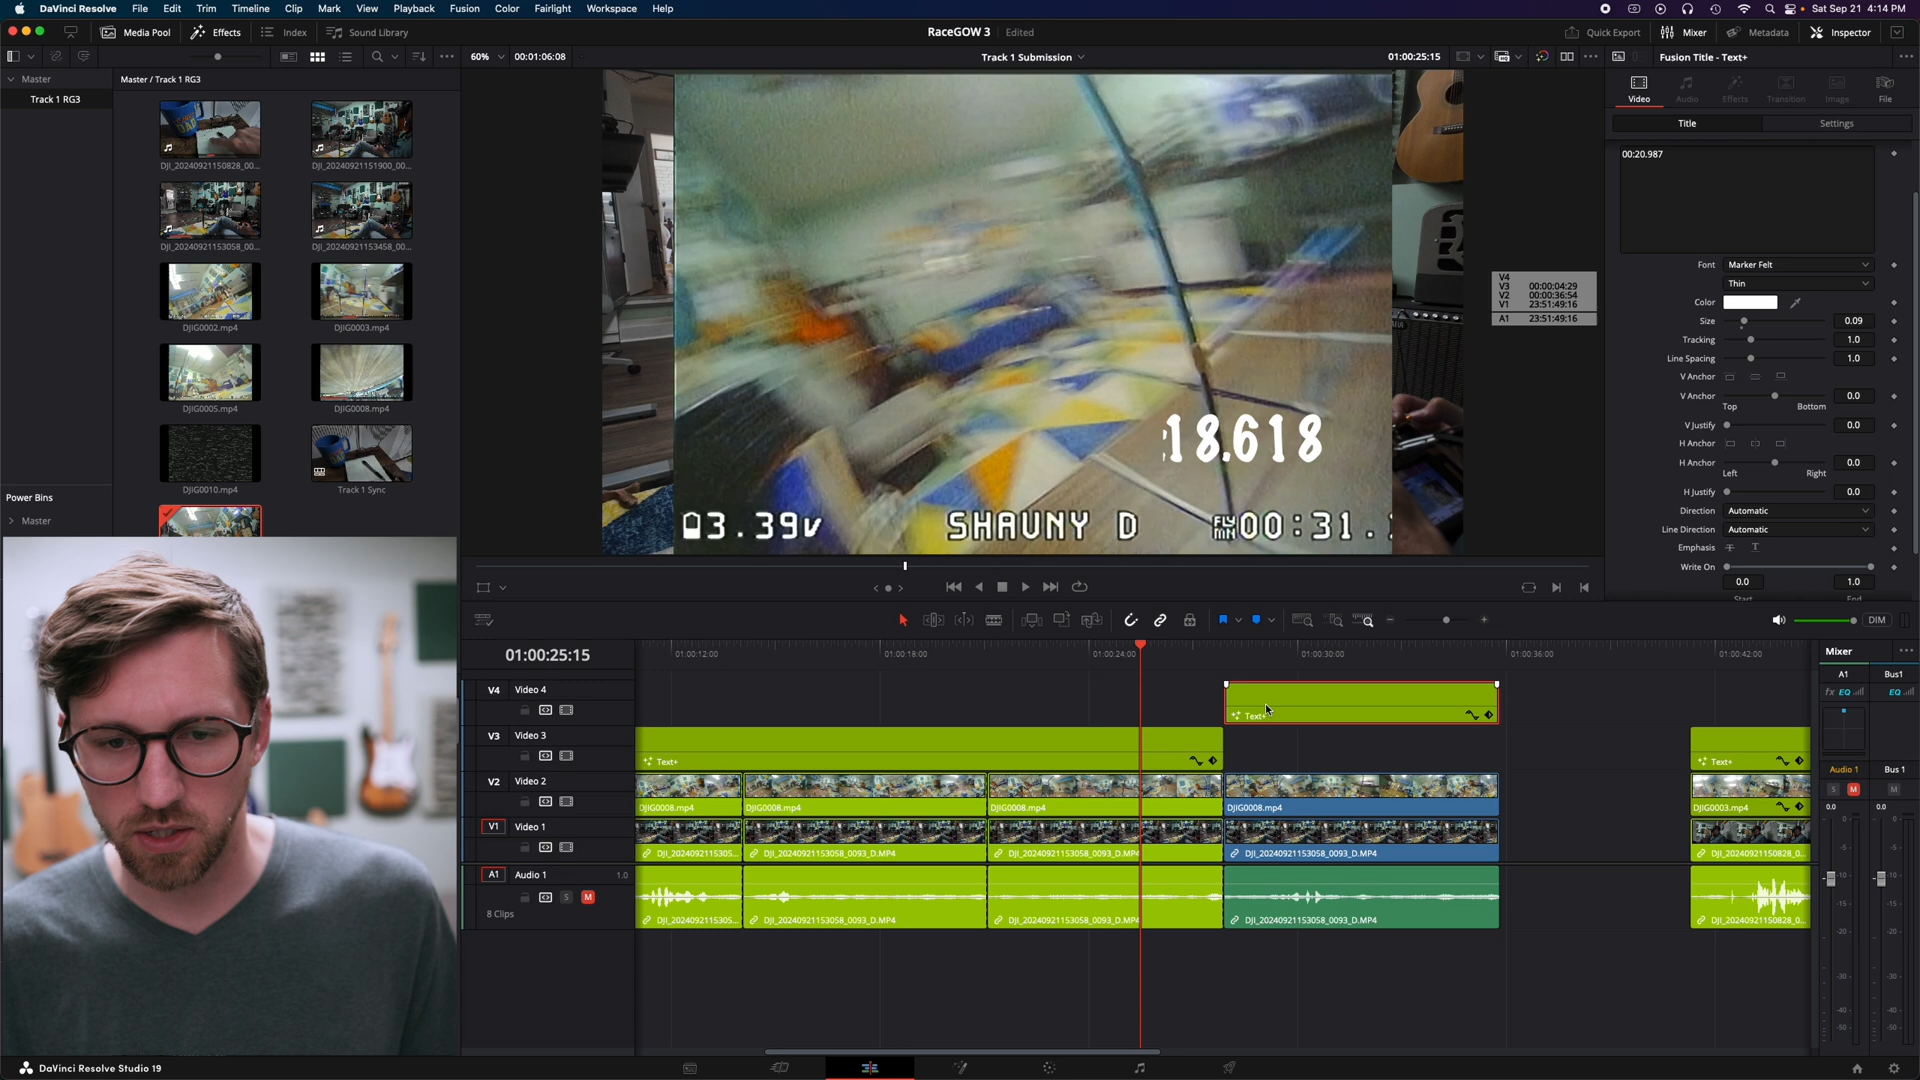 DaVinci Resolve File Edit Trim Timeline Clip Mark View Playback Fusion Color Fairlight Workspace Help
Sat Sep 21 4:14 PM
Media Pool Effects Index Sound Library
RaceGOW 3 Edited
Quick Export Mixer Metadata Inspector
60% 00:01:06:08
Track 1 Submission
01:00:25:15
Fusion Title - Text+
Master
Track 1 RG3
Master / Track 1 RG3
DJI_20240921150828_00...
DJI_20240921151900_00...
DJI_20240921153058_00...
DJI_20240921153458_00...
DJIG0002.mp4
DJIG0003.mp4
DJIG0005.mp4
DJIG0008.mp4
DJIG0010.mp4
Track 1 Sync
Power Bins
Master
:18.618
3.39v
SHAUNY D
FLY MN 00:31.
V4
V3 00:00:04:29
V2 00:00:36:54
V1 23:51:49:16
A1 23:51:49:16
Video Audio Effects Transition Image File
Title Settings
00:20.987
Font Marker Felt
Thin
Color
Size 0.09
Tracking 1.0
Line Spacing 1.0
V Anchor
V Anchor 0.0
Top Bottom
V Justify 0.0
H Anchor
H Anchor 0.0
Left Right
H Justify 0.0
Direction Automatic
Line Direction Automatic
Emphasis T T
Write On
0.0 1.0
Start End
DIM
01:00:25:15
01:00:12:00
01:00:18:00
01:00:24:00
01:00:30:00
01:00:36:00
01:00:42:00
V4 Video 4
Text+
V3 Video 3
Text+
Text+
V2 Video 2
DJIG0008.mp4
DJIG0008.mp4
DJIG0008.mp4
DJIG0008.mp4
DJIG0003.mp4
V1 Video 1
DJI_2024092115305...
DJI_20240921153058_0093_D.MP4
DJI_20240921153058_0093_D.MP4
DJI_20240921153058_0093_D.MP4
DJI_20240921150828_0...
A1 Audio 1 1.0
S M
8 Clips
DJI_2024092115305...
DJI_20240921153058_0093_D.MP4
DJI_20240921153058_0093_D.MP4
DJI_20240921153058_0093_D.MP4
DJI_20240921150828_0...
Mixer
A1 Bus1
fx EQ EQ
Audio 1 Bus 1
S M M
0.0 0.0
0
-5
-10
-15
-20
-30
-40
-50
DaVinci Resolve Studio 19